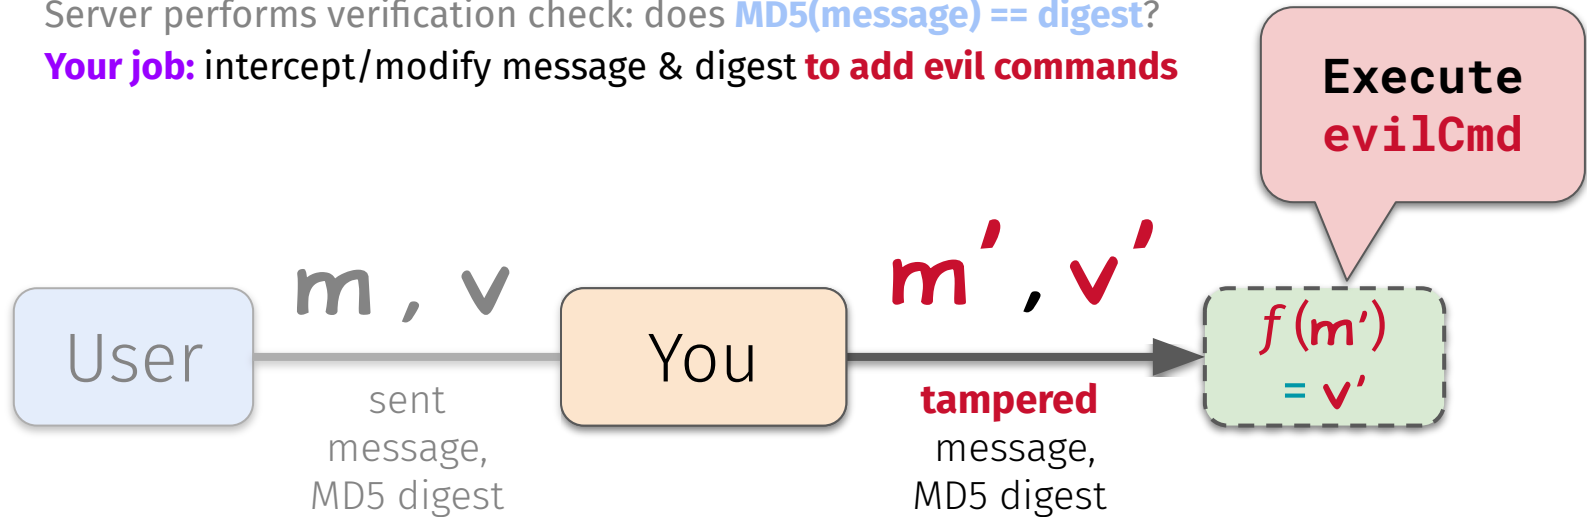 Server performs verification check: does MD5(message) == digest?
Your job: intercept/modify message & digest to add evil commands
Execute
evilCmd
m , v
m′ , v′
User
You
f (m′)
= v′
sent
message,
MD5 digest
tampered
message,
MD5 digest